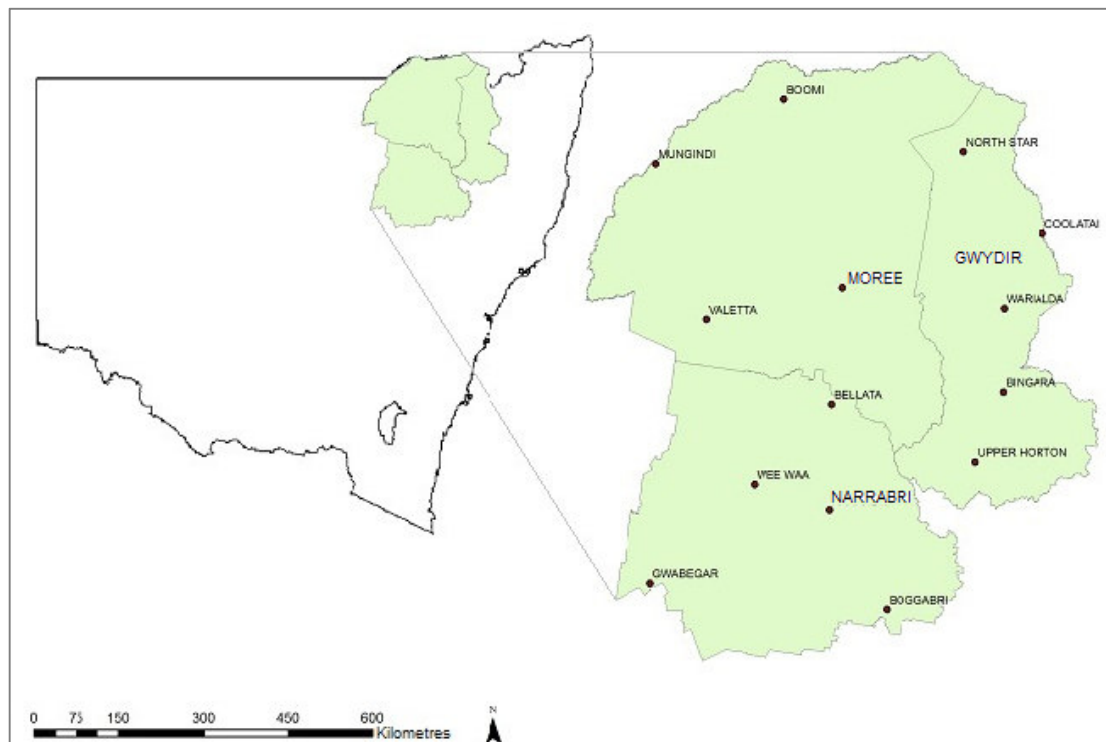 BOOMI
NORTH STAR
MUNGINDI
COOLATAI
GWYDIR
MOREE
WARIALDA
VALETTA
BINGARA
BELLATA
UPPER HORTON
WEE WAA
NARRABRI
GWABEGAR
BOGGABRI
N
0 75 150 300 450 600
Kilometres